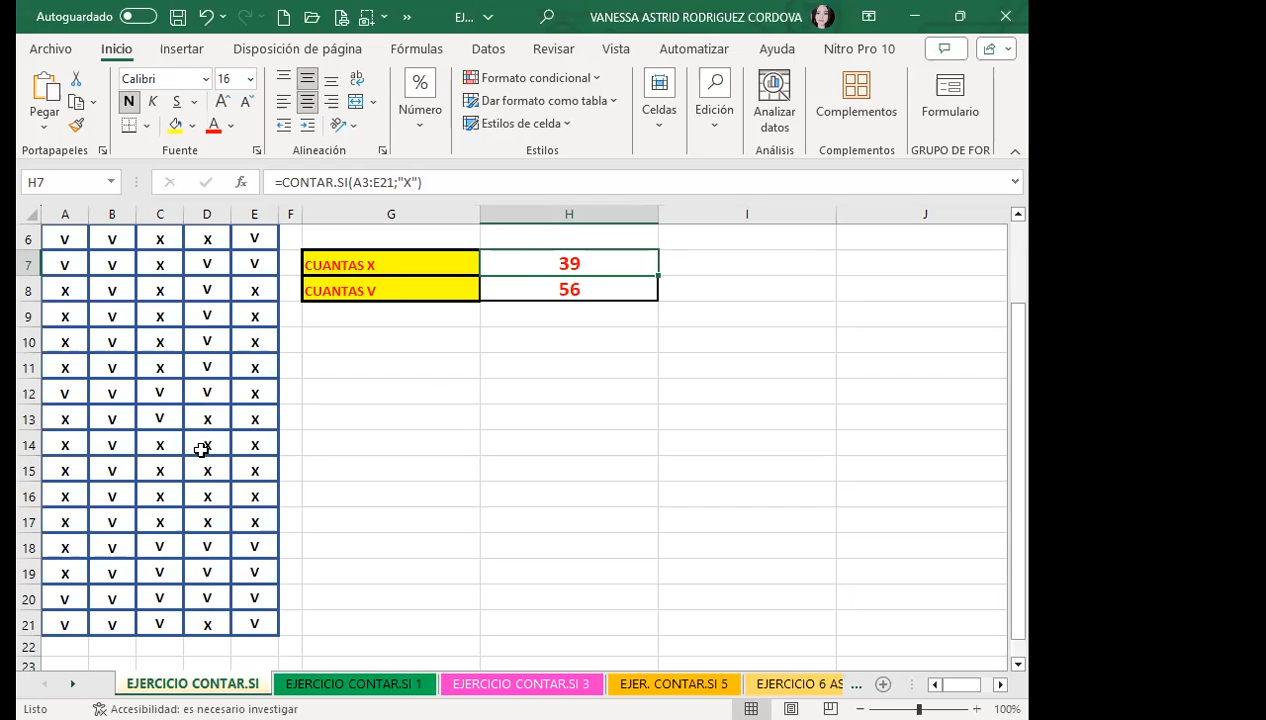 Autoguardado EJ... VANESSA ASTRID RODRIGUEZ CORDOVA
Archivo Inicio Insertar Disposición de página Fórmulas Datos Revisar Vista Automatizar Ayuda Nitro Pro 10
Pegar
Portapapeles
Calibri 16
N K S
Fuente
Alineación
%
Número
Formato condicional
Dar formato como tabla
Estilos de celda
Estilos
Celdas
Edición
Analizar
datos
Análisis
Complementos
Complementos
Formulario
GRUPO DE FOR
H7 fx =CONTAR.SI(A3:E21;"X")
A B C D E F G H I J
6 V V X X V
7 V V X V V CUANTAS X 39
8 X V X V X CUANTAS V 56
9 X X X V X
10 X X X V X
11 X X X V X
12 V V V V X
13 X V V X X
14 X V X X X
15 X V X X X
16 X V X X X
17 X V X X X
18 X V V V V
19 X V V V V
20 V V V V V
21 V V V X V
22
23
EJERCICIO CONTAR.SI EJERCICIO CONTAR.SI 1 EJERCICIO CONTAR.SI 3 EJER. CONTAR.SI 5 EJERCICIO 6 AS ...
Listo Accesibilidad: es necesario investigar 100%